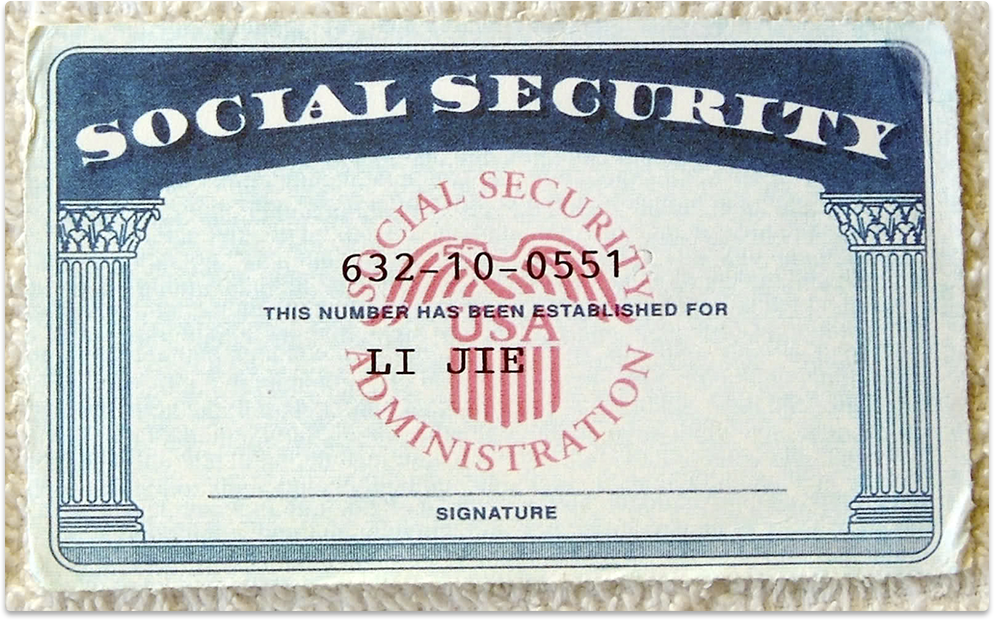 SOCIAL SECURITY
SOCIAL SECURITY
632-10-0551
THIS NUMBER HAS BEEN ESTABLISHED FOR
USA
LI JIE
ADMINISTRATION
SIGNATURE